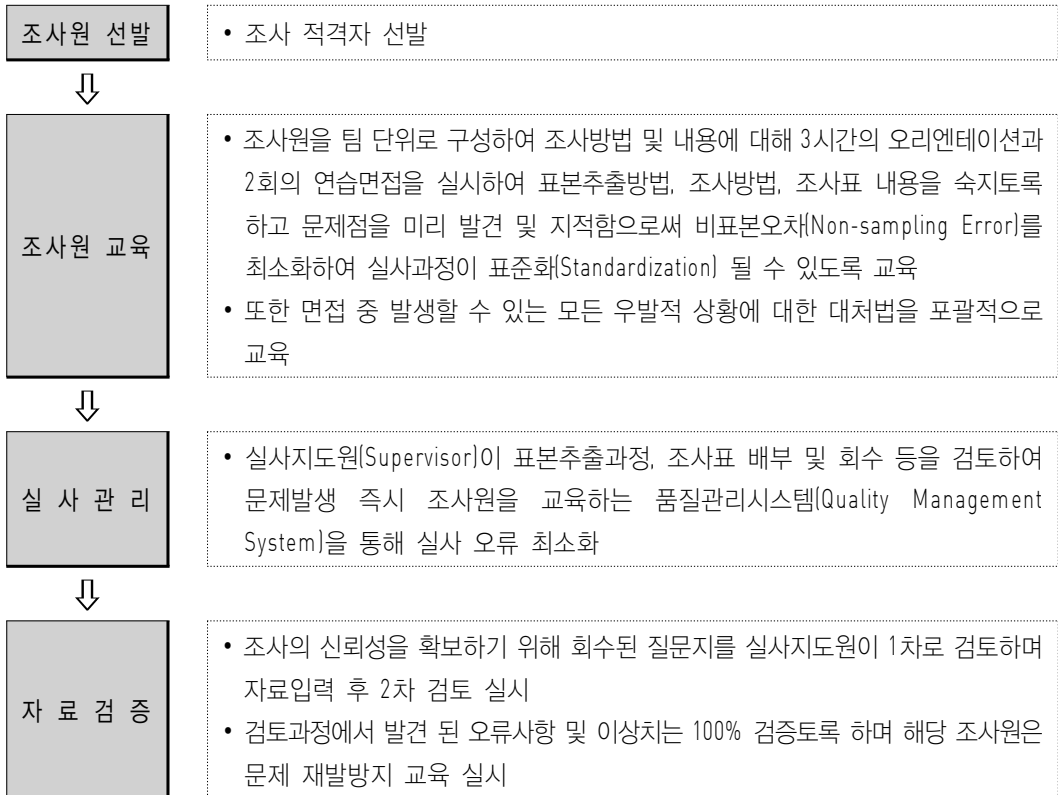 조사원 선발
• 조사 적격자 선발
조사원 교육
• 조사원을 팀 단위로 구성하여 조사방법 및 내용에 대해 3시간의 오리엔테이션과
2회의 연습면접을 실시하여 표본추출방법, 조사방법, 조사표 내용을 숙지토록
하고 문제점을 미리 발견 및 지적함으로써 비표본오차(Non-sampling Error)를
최소화하여 실사과정이 표준화(Standardization) 될 수 있도록 교육
• 또한 면접 중 발생할 수 있는 모든 우발적 상황에 대한 대처법을 포괄적으로
교육
실 사 관 리
• 실사지도원(Supervisor)이 표본추출과정, 조사표 배부 및 회수 등을 검토하여
문제발생 즉시 조사원을 교육하는 품질관리시스템(Quality Management
System)을 통해 실사 오류 최소화
자 료 검 증
• 조사의 신뢰성을 확보하기 위해 회수된 질문지를 실사지도원이 1차로 검토하며
자료입력 후 2차 검토 실시
• 검토과정에서 발견 된 오류사항 및 이상치는 100% 검증토록 하며 해당 조사원은
문제 재발방지 교육 실시